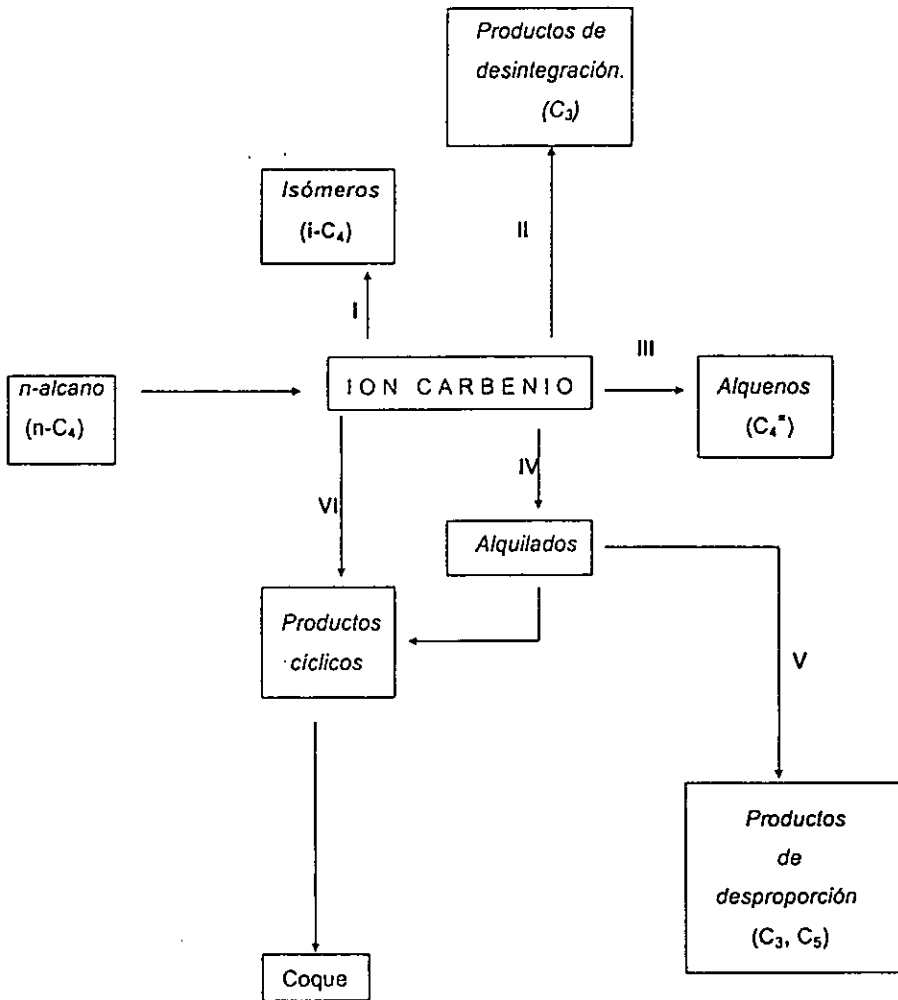 Productos de
desintegración.
(C₃)
Isómeros
(i-C₄)
II
I
III
n-alcano
(n-C₄)
ION CARBENIO
Alquenos
(C₄⁼)
IV
VI
Alquilados
Productos
cíclicos
V
Productos
de
desproporción
(C₃, C₅)
Coque